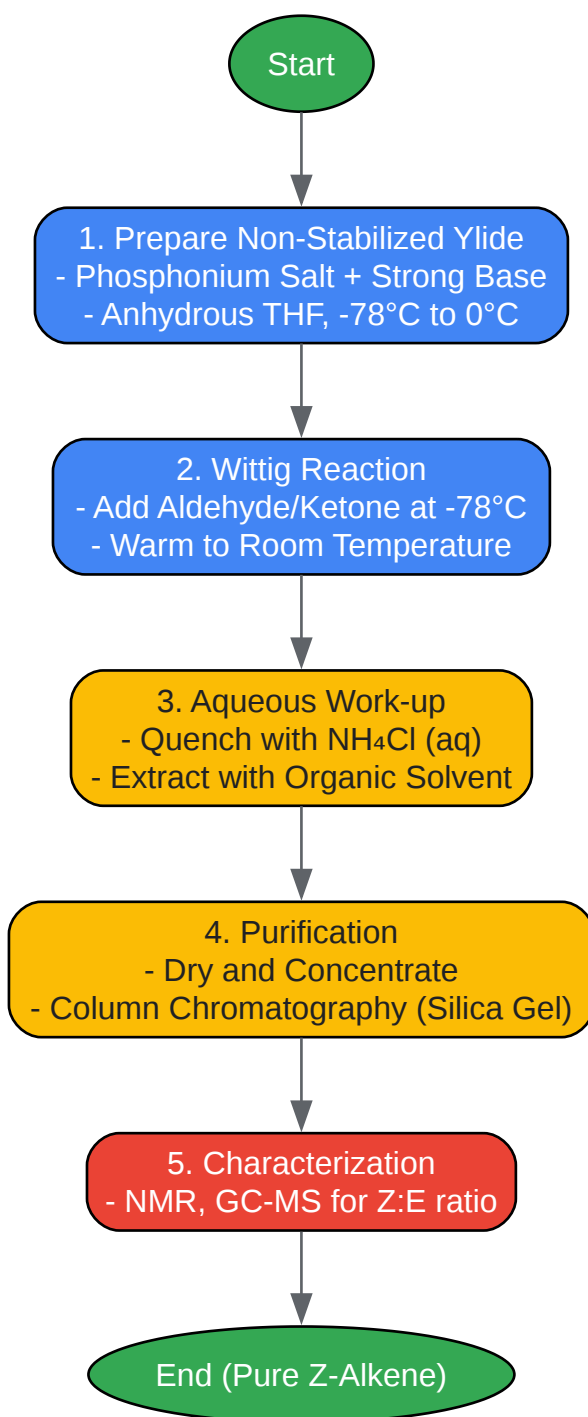 Start
1. Prepare Non-Stabilized Ylide
- Phosphonium Salt + Strong Base
- Anhydrous THF, -78°C to 0°C
2. Wittig Reaction
- Add Aldehyde/Ketone at -78°C
- Warm to Room Temperature
3. Aqueous Work-up
- Quench with NH₄Cl (aq)
- Extract with Organic Solvent
4. Purification
- Dry and Concentrate
- Column Chromatography (Silica Gel)
5. Characterization
- NMR, GC-MS for Z:E ratio
End (Pure Z-Alkene)